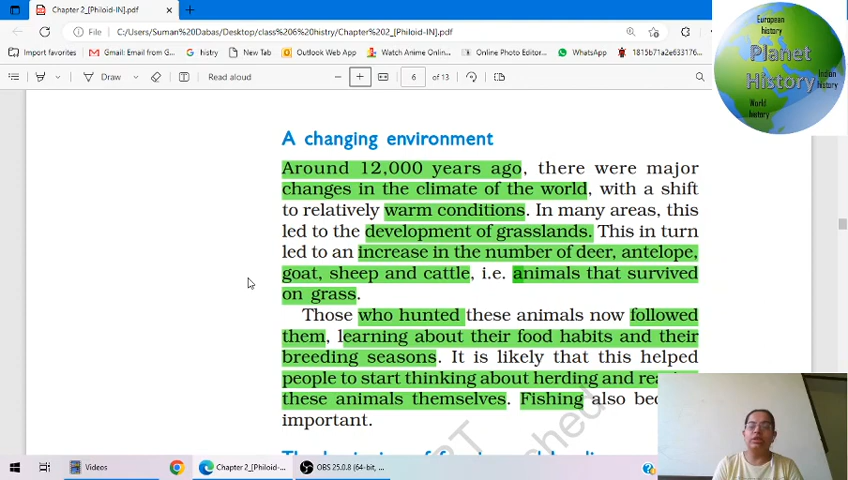 Chapter 2_[Philoid-IN].pdf
File
C:/Users/Suman%20Dabas/Desktop/class%206%20histry/Chapter%202_[Philoid-IN].pdf
Import favorites
Gmail: Email from G...
histry
New Tab
Outlook Web App
Watch Anime Online...
Online Photo Editor...
WhatsApp
1815b71a2e633176...
Draw
Read aloud
6
of 13
European
history
Planet
History
Indian
history
World
history
A changing environment
Around 12,000 years ago, there were major
changes in the climate of the world, with a shift
to relatively warm conditions. In many areas, this
led to the development of grasslands. This in turn
led to an increase in the number of deer, antelope,
goat, sheep and cattle, i.e. animals that survived
on grass.
Those who hunted these animals now followed
them, learning about their food habits and their
breeding seasons. It is likely that this helped
people to start thinking about herding and
these animals themselves. Fishing also
important.
Videos
Chapter 2_[Philoid-IN]....
OBS 25.0.8 (64-bit, ...